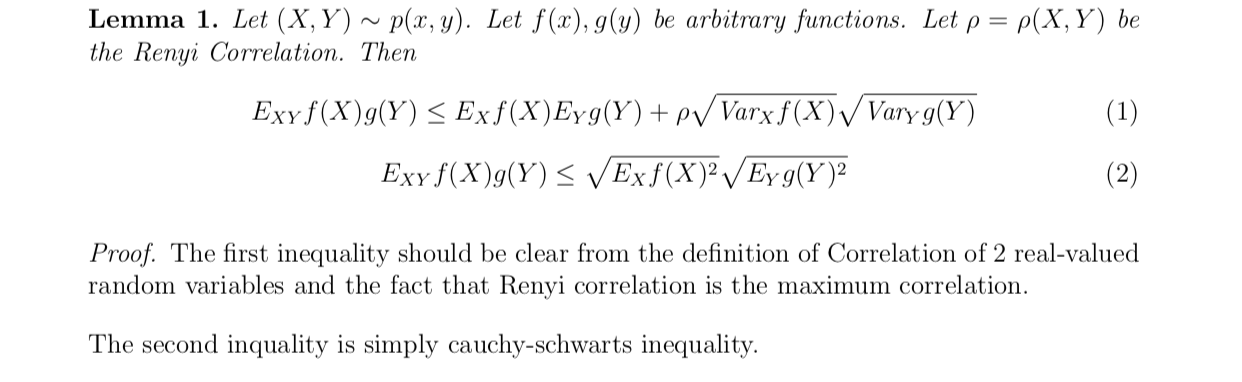 Lemma 1. Let (X, Y) ∼ p(x, y). Let f(x), g(y) be arbitrary functions. Let ρ = ρ(X, Y) be
the Renyi Correlation. Then
E_{XY} f(X)g(Y) ≤ E_X f(X)E_Y g(Y) + ρ√(Var_X f(X))√(Var_Y g(Y)) (1)
E_{XY} f(X)g(Y) ≤ √(E_X f(X)²)√(E_Y g(Y)²) (2)
Proof. The first inequality should be clear from the definition of Correlation of 2 real-valued
random variables and the fact that Renyi correlation is the maximum correlation.
The second inquality is simply cauchy-schwarts inequality.